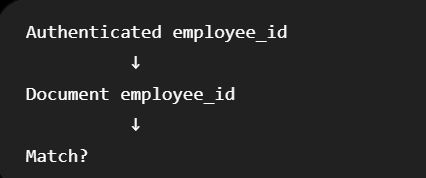 Authenticated employee_id
↓
Document employee_id
↓
Match?